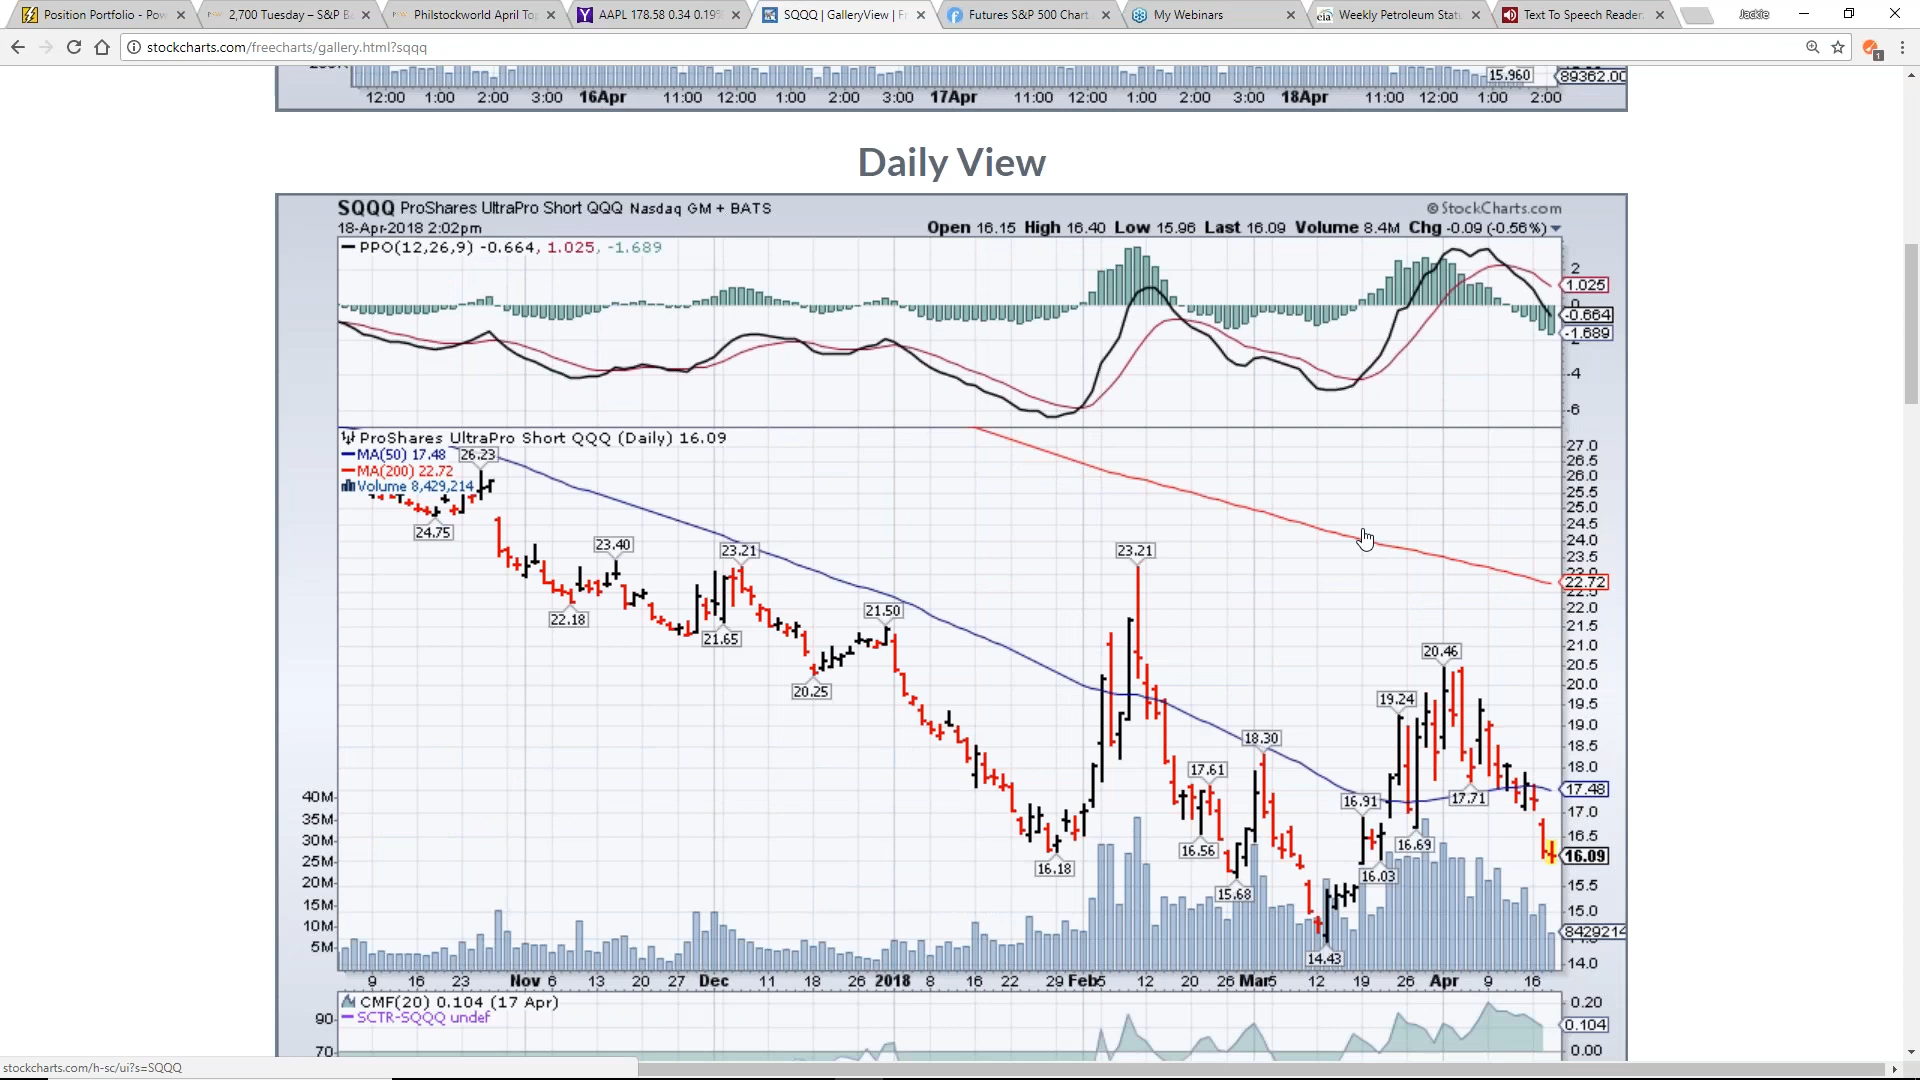 Position Portfolio - Pow
2,700 Tuesday – S&P B
Philstockworld April Top
AAPL 178.58 0.34 0.19%
SQQQ | GalleryView | Fr
Futures S&P 500 Chart
My Webinars
Weekly Petroleum Stat
Text To Speech Reader
Jackie
stockcharts.com/freecharts/gallery.html?sqqq
15.960
89362.00
12:00 1:00 2:00 3:00 16Apr 11:00 12:00 1:00 2:00 3:00 17Apr 11:00 12:00 1:00 2:00 3:00 18Apr 11:00 12:00 1:00 2:00
Daily View
SQQQ ProShares UltraPro Short QQQ Nasdaq GM + BATS
© StockCharts.com
18-Apr-2018 2:02pm
Open 16.15 High 16.40 Low 15.96 Last 16.09 Volume 8.4M Chg -0.09 (-0.56%)
PPO(12,26,9) -0.664, 1.025, -1.689
2
1.025
0
-0.664
-1.689
-4
-6
ProShares UltraPro Short QQQ (Daily) 16.09
MA(50) 17.48
MA(200) 22.72
Volume 8,429,214
26.23
24.75
23.40
22.18
23.21
21.65
21.50
20.25
16.18
23.21
17.61
16.56
15.68
18.30
14.43
16.91
16.03
19.24
16.69
20.46
17.71
27.0
26.5
26.0
25.5
25.0
24.5
24.0
23.5
23.0
22.72
22.5
22.0
21.5
21.0
20.5
20.0
19.5
19.0
18.5
18.0
17.48
17.0
16.5
16.09
15.5
15.0
8429214
14.0
40M
35M
30M
25M
20M
15M
10M
5M
9 16 23 Nov 6 13 20 27 Dec 11 18 26 2018 8 16 22 29 Feb5 12 20 26 Mar5 12 19 26 Apr 9 16
CMF(20) 0.104 (17 Apr)
SCTR-SQQQ undef
90
70
0.20
0.104
0.00
stockcharts.com/h-sc/ui?s=SQQQ